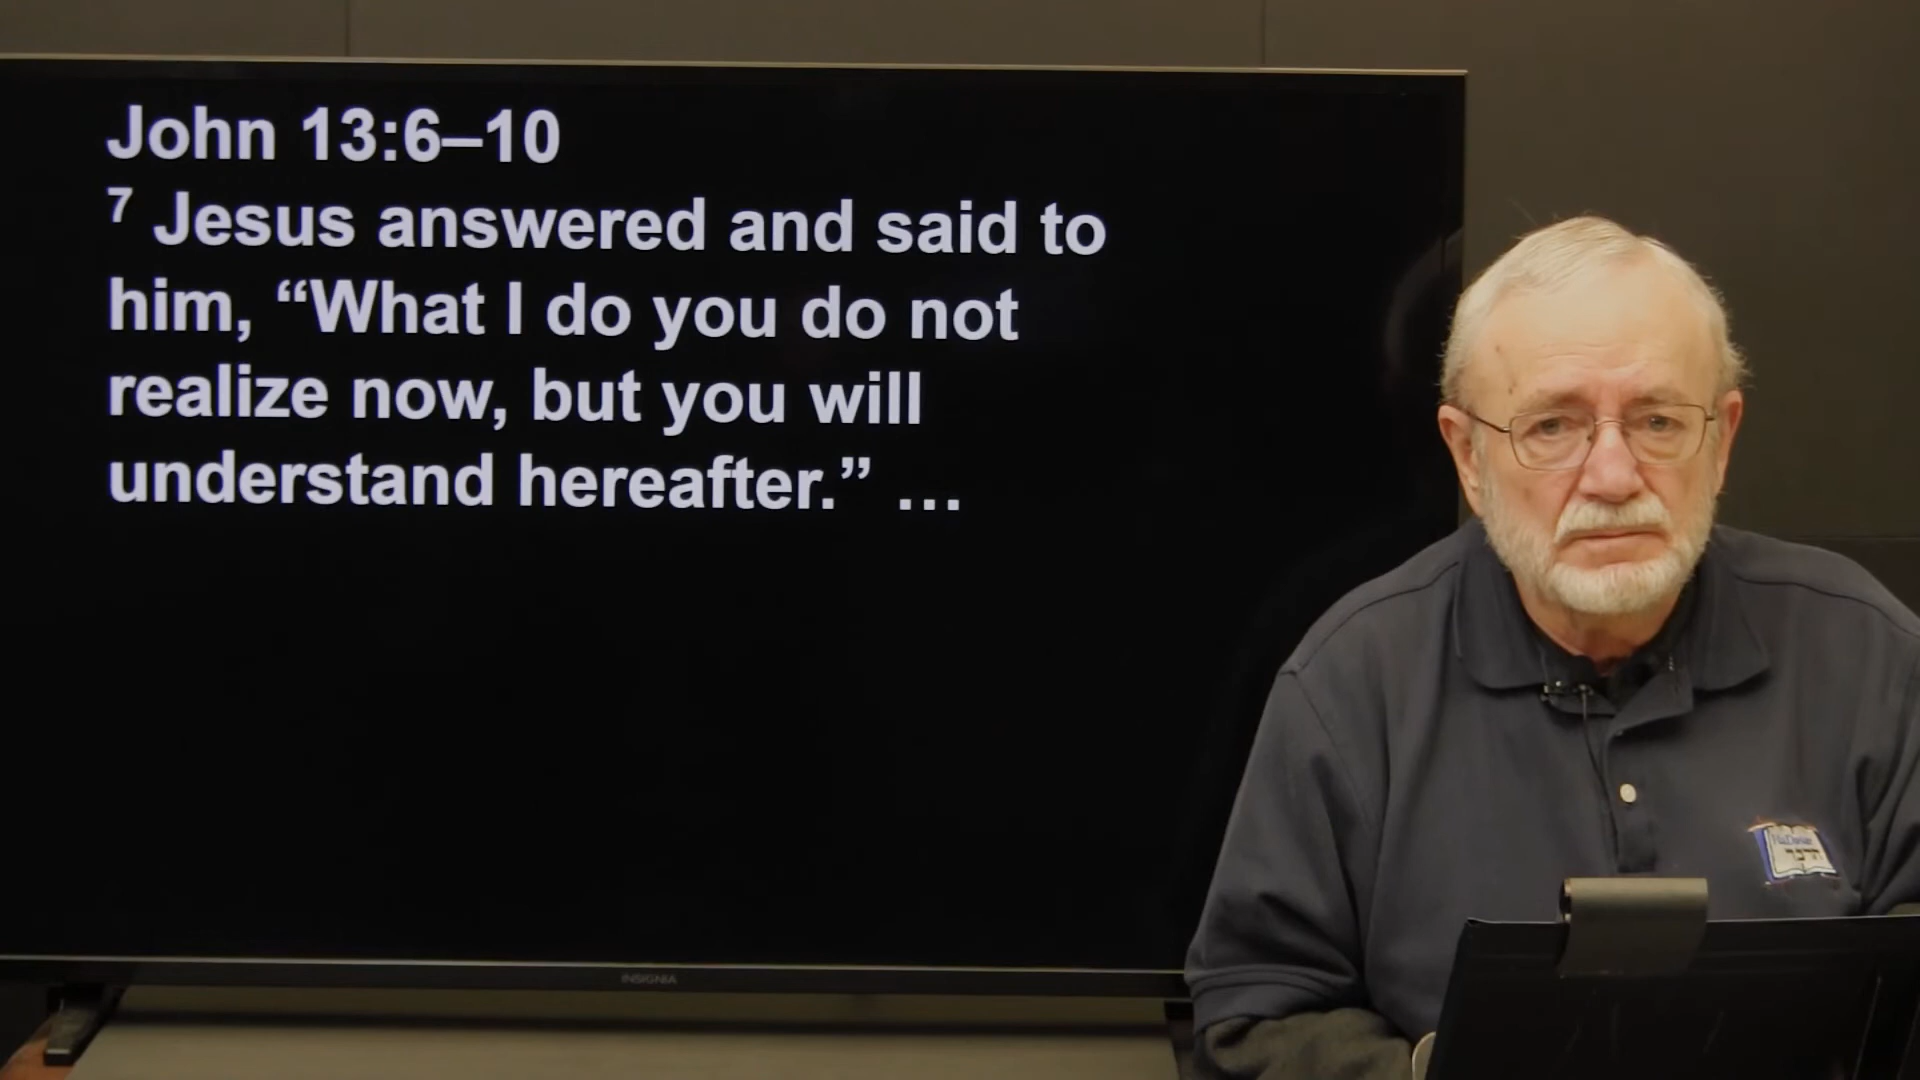 John 13:6–10
⁷ Jesus answered and said to
him, “What I do you do not
realize now, but you will
understand hereafter.” …
INSIGNIA
הדבר